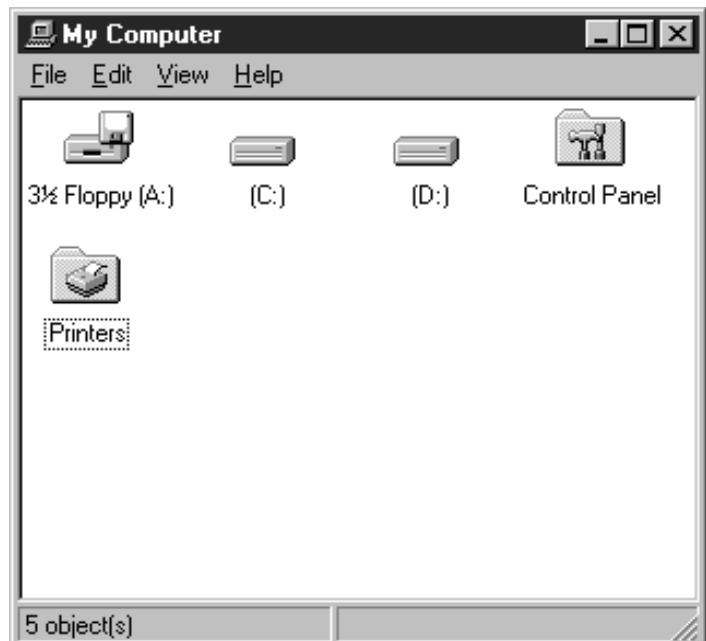 My Computer
File Edit View Help
3½ Floppy (A:) (C:) (D:) Control Panel
Printers
5 object(s)